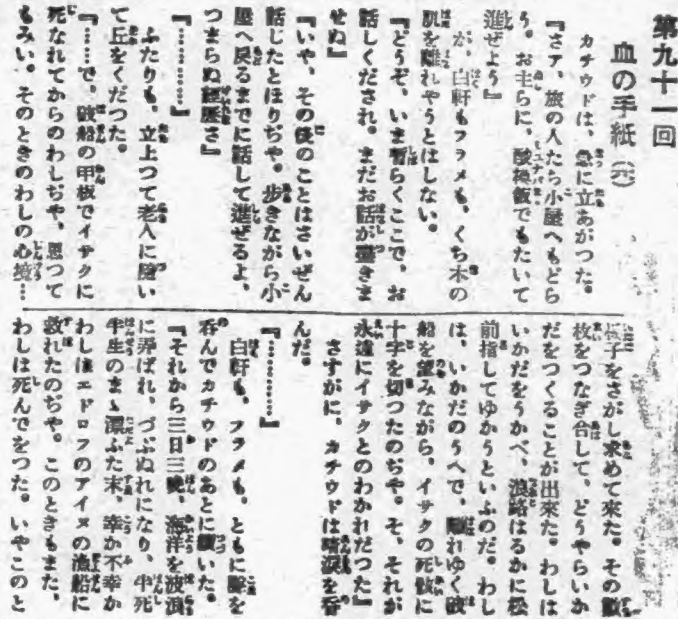 第九十一回
血の手紙 (六)
カチウドは、急に立あがつた。
『さア、旅の人たち小屋へもどら
う。お主らに、酸模飯でもたいて
進ぜよう』
が、白軒もフラメも、くち木の
肌を離れやうとはしない。
『どうぞ、いま暫らくここで、お
話しくだされ。まだお話が盡きま
せぬ』
『いや、その後のことはさいぜん
話じたとほりぢや。歩きながら小
屋へ戻るまでに話して進ぜるよ、
つまらぬ經歴さ』
『…………』
ふたりも、立上つて老人に隨い
て丘をくだつた。
『……で、破船の甲板でイサクに
死なれてからのわしぢや、思つて
もみい。そのときのわしの心境…
板子をさがし求めて來た。その數
枚をつなぎ合して、どうやらいか
だをつくることが出來た。わしは
いかだをうかべ、浪路はるかに松
前指してゆかうといふのだ。わし
は、いかだのうへで、隱れゆく破
船を望みながら、イサクの死骸に
十字を切つたのぢや。そ、それが
永遠にイサクとのわかれだつた』
さすがに、カチウドは暗涙を呑
んだ。
『…………』
白軒も、フラメも、ともに聲を
呑んでカチウドのあとに續いた。
『それから三日三晩、海洋を波浪
に弄ばれ、づぶぬれになり、半死
半生のまゝ漂ふた末、幸か不幸か
わしはエドロフのアイヌの漁船に
救れたのぢや。このときもまた、
わしは死んでをつた。いやこのと